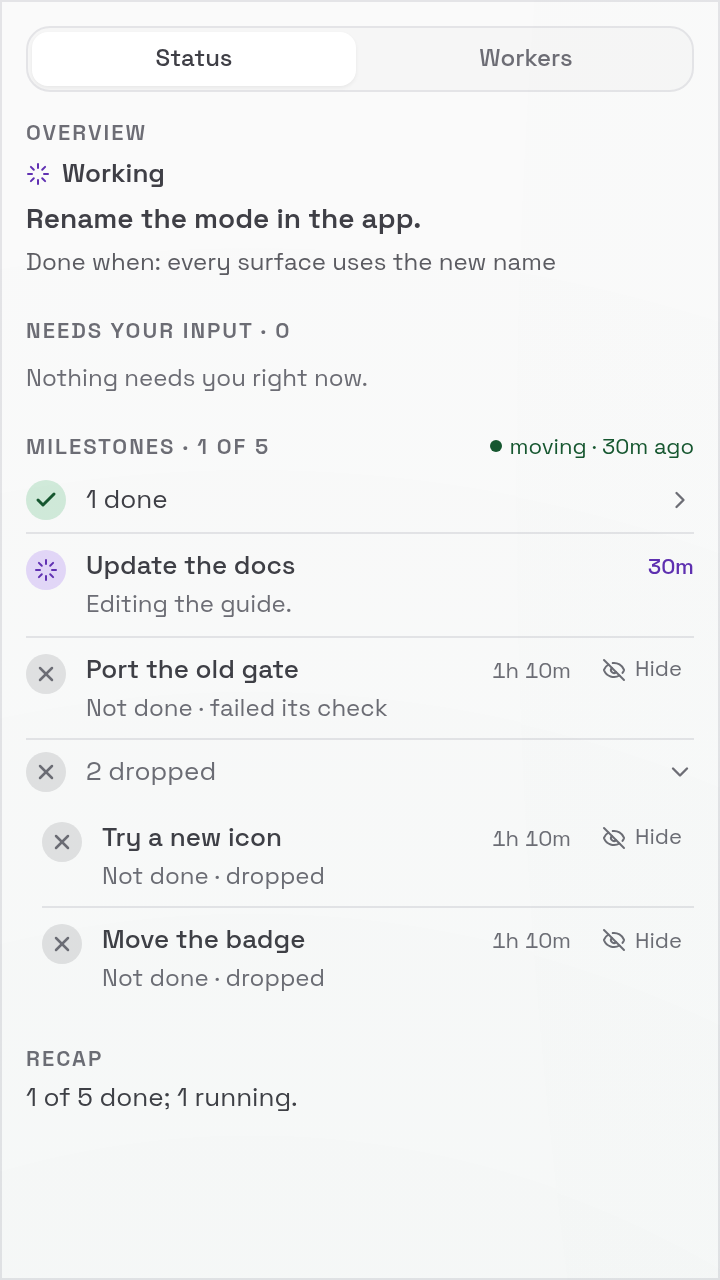 Status
Workers
OVERVIEW
Working
Rename the mode in the app.
Done when: every surface uses the new name
NEEDS YOUR INPUT · 0
Nothing needs you right now.
MILESTONES · 1 OF 5
moving · 30m ago
1 done
Update the docs
30m
Editing the guide.
Port the old gate
1h 10m
Hide
Not done · failed its check
2 dropped
Try a new icon
1h 10m
Hide
Not done · dropped
Move the badge
1h 10m
Hide
Not done · dropped
RECAP
1 of 5 done; 1 running.